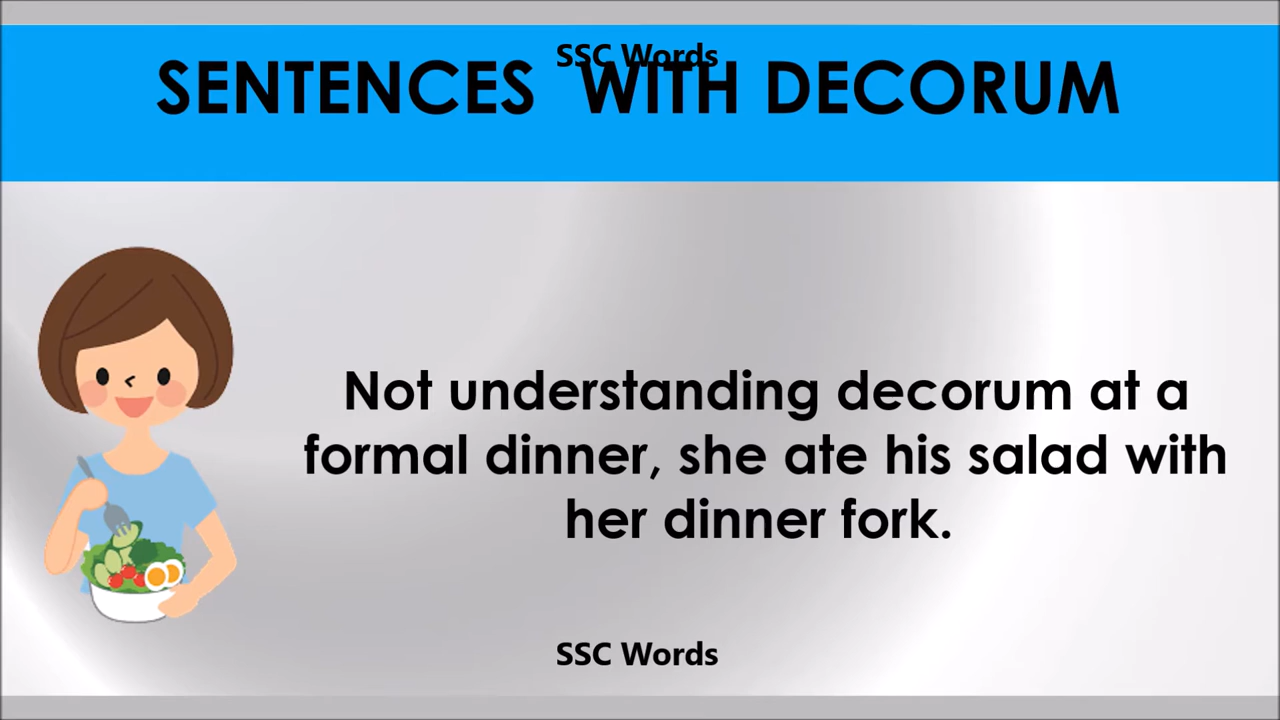 SSC Words
SENTENCES WITH DECORUM
Not understanding decorum at a
formal dinner, she ate his salad with
her dinner fork.
SSC Words